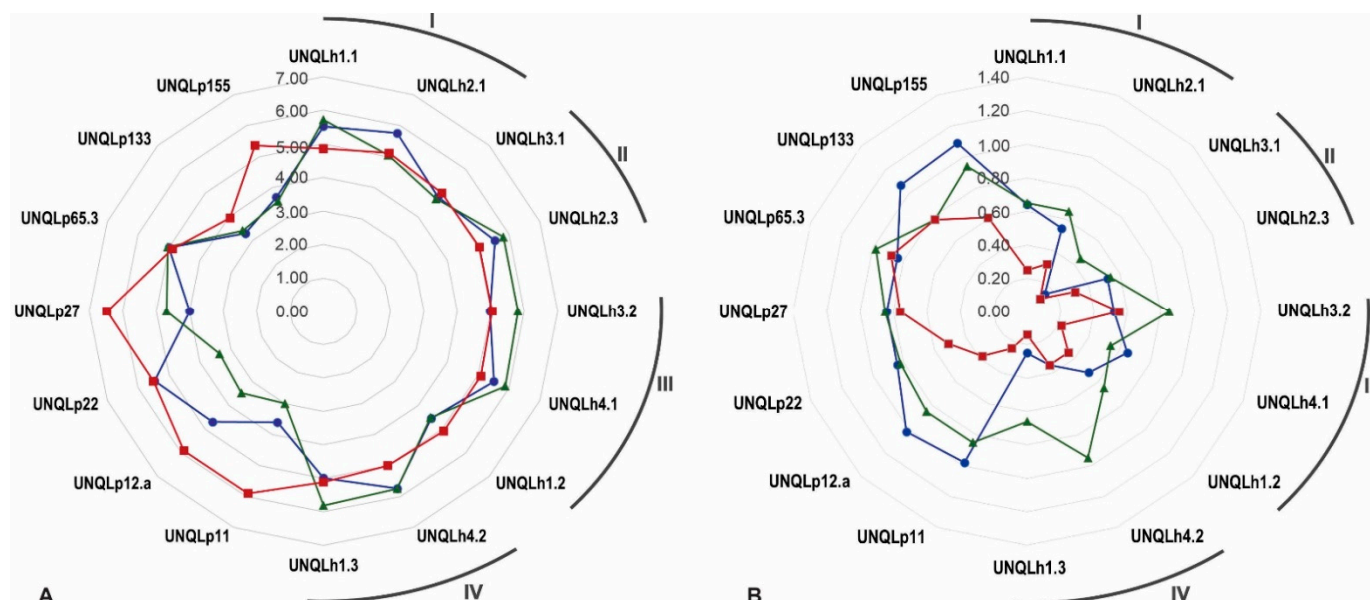 I
UNQLh1.1
7.00
UNQLp155
UNQLh2.1
6.00
UNQLp133
5.00
UNQLh3.1
II
4.00
UNQLp65.3
3.00
UNQLh2.3
2.00
1.00
UNQLp27
0.00
UNQLh3.2
III
UNQLp22
UNQLh4.1
UNQLp12.a
UNQLh1.2
UNQLp11
UNQLh4.2
UNQLh1.3
A
IV
I
UNQLh1.1
1.40
UNQLp155
UNQLh2.1
1.20
UNQLp133
1.00
UNQLh3.1
II
0.80
UNQLp65.3
0.60
UNQLh2.3
0.40
0.20
UNQLp27
0.00
UNQLh3.2
I
UNQLp22
UNQLh4.1
UNQLp12.a
UNQLh1.2
UNQLp11
UNQLh4.2
UNQLh1.3
B
IV